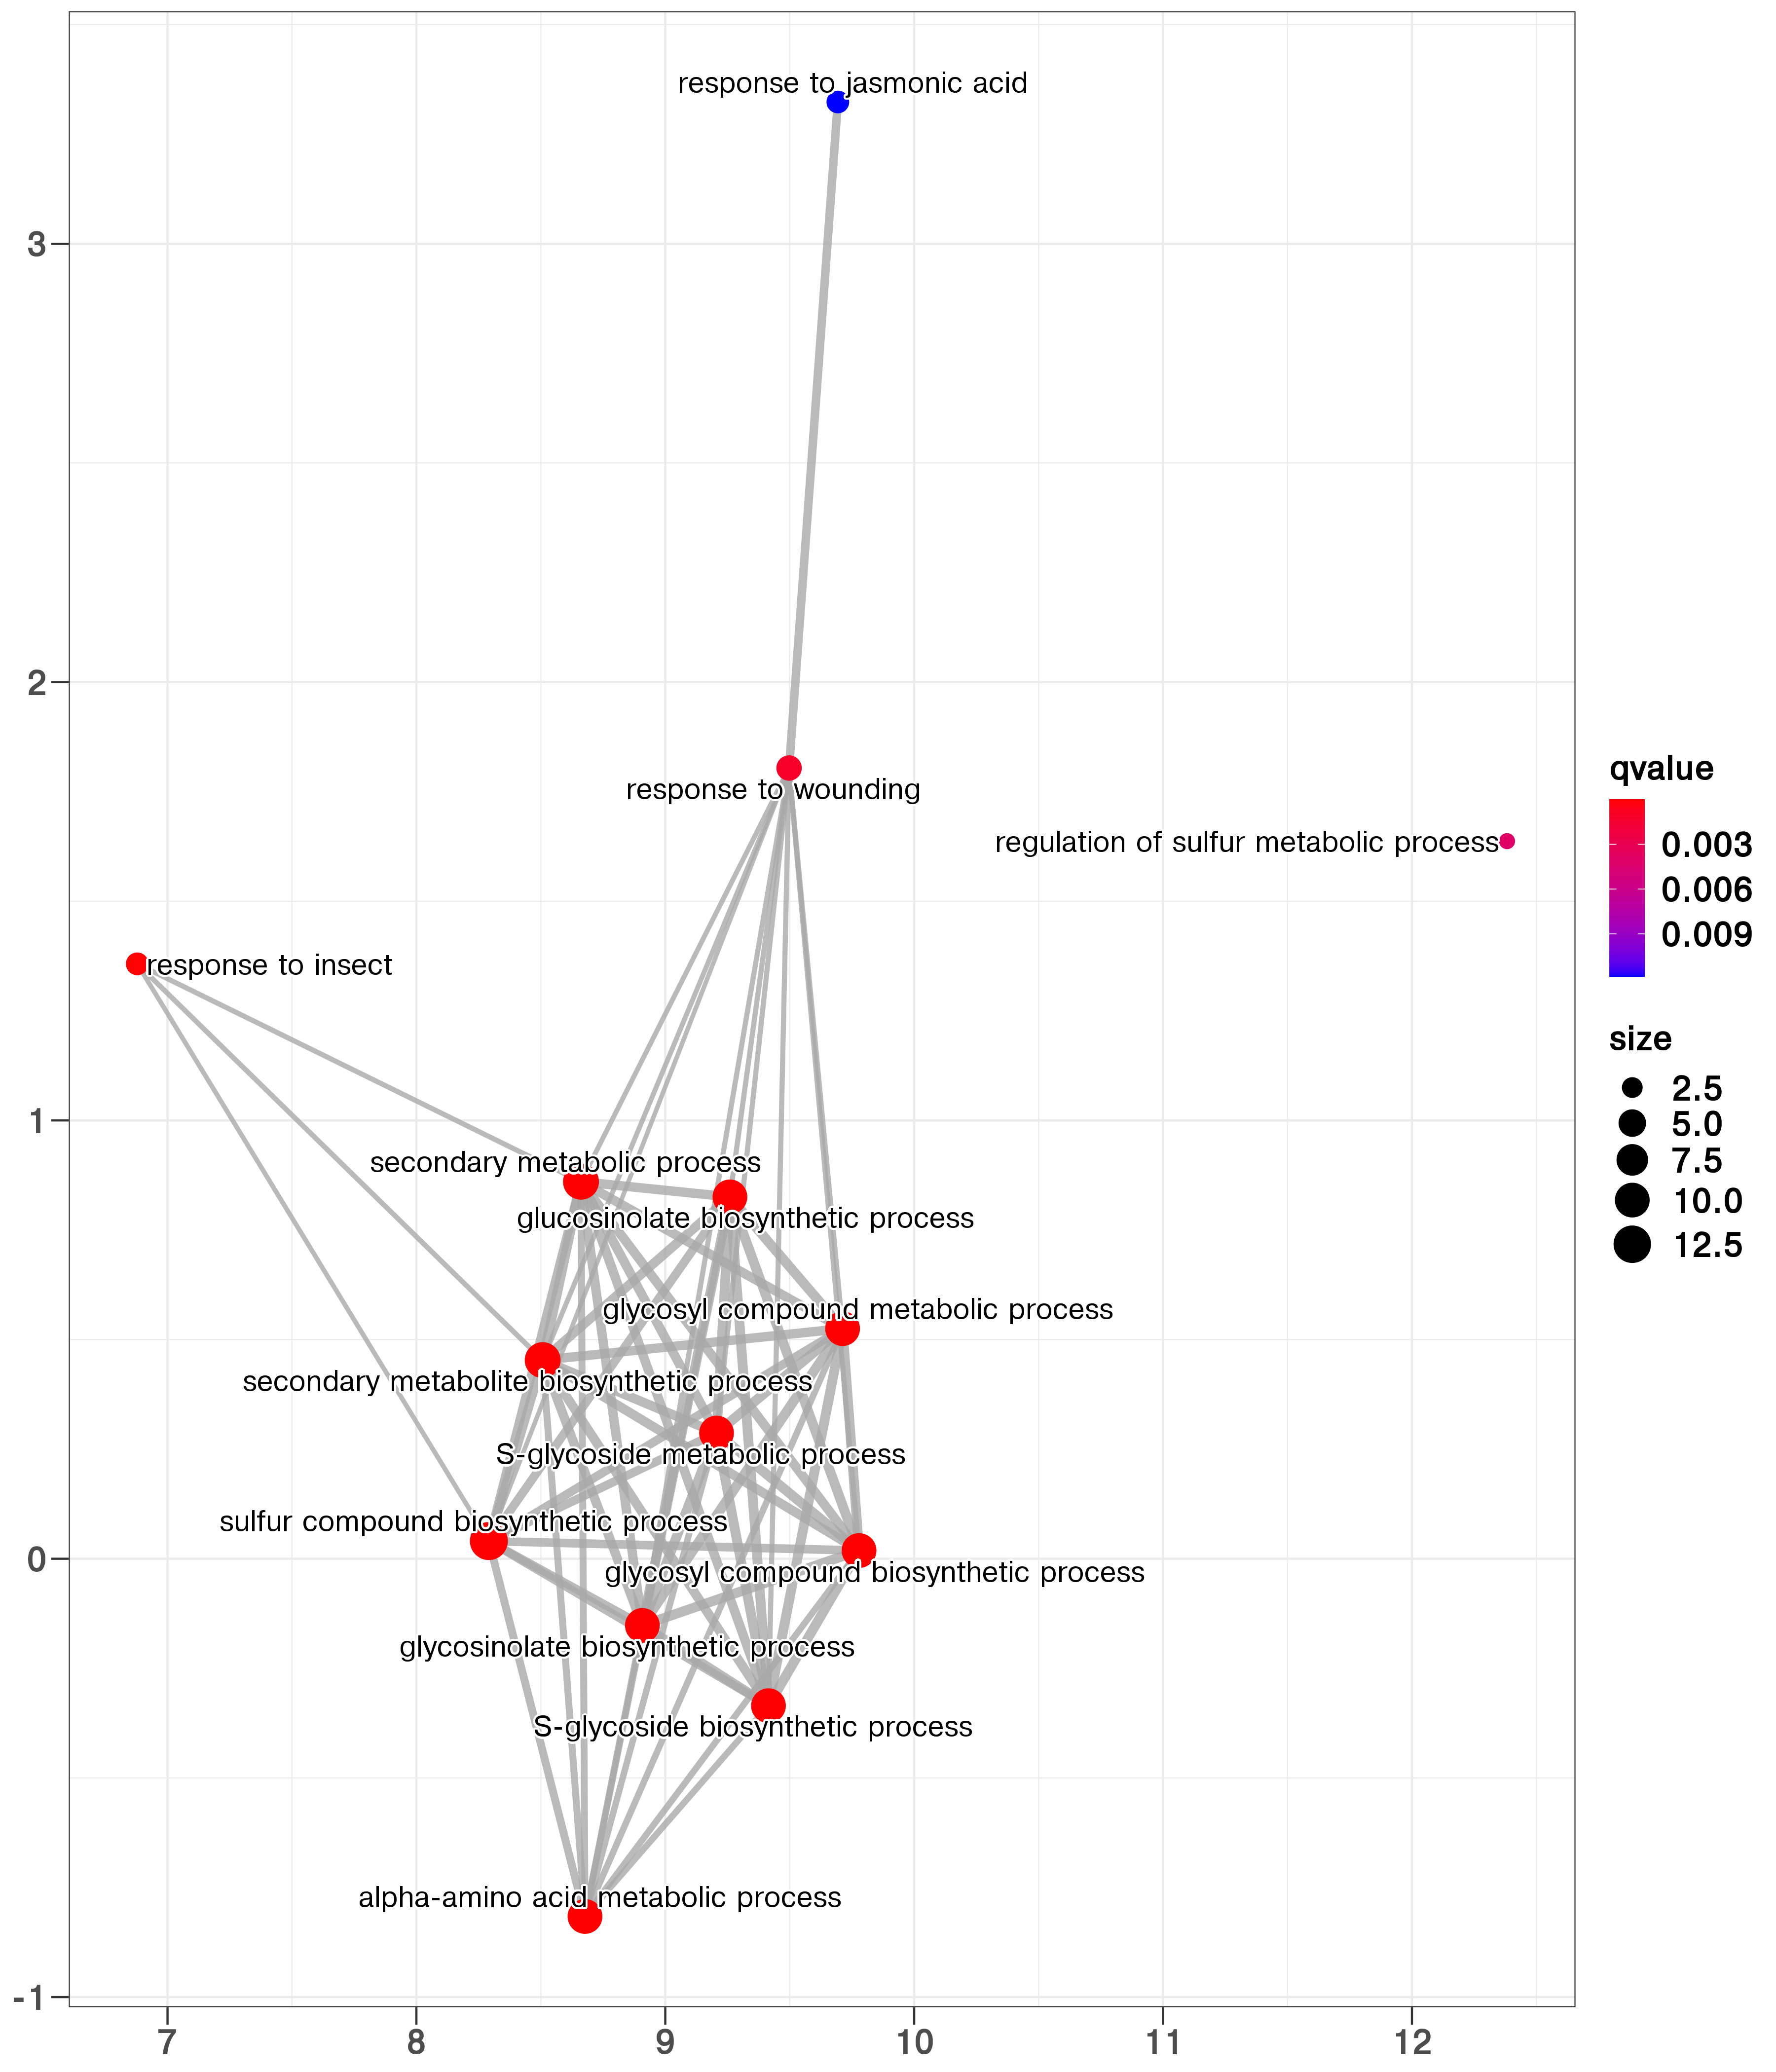 response to jasmonic acid
3
2
response to wounding
regulation of sulfur metabolic process
response to insect
1
secondary metabolic process
glucosinolate biosynthetic process
glycosyl compound metabolic process
secondary metabolite biosynthetic process
S-glycoside metabolic process
sulfur compound biosynthetic process
0
glycosyl compound biosynthetic process
glycosinolate biosynthetic process
S-glycoside biosynthetic process
alpha-amino acid metabolic process
-1
7 8 9 10 11 12
qvalue
0.003
0.006
0.009
size
2.5
5.0
7.5
10.0
12.5